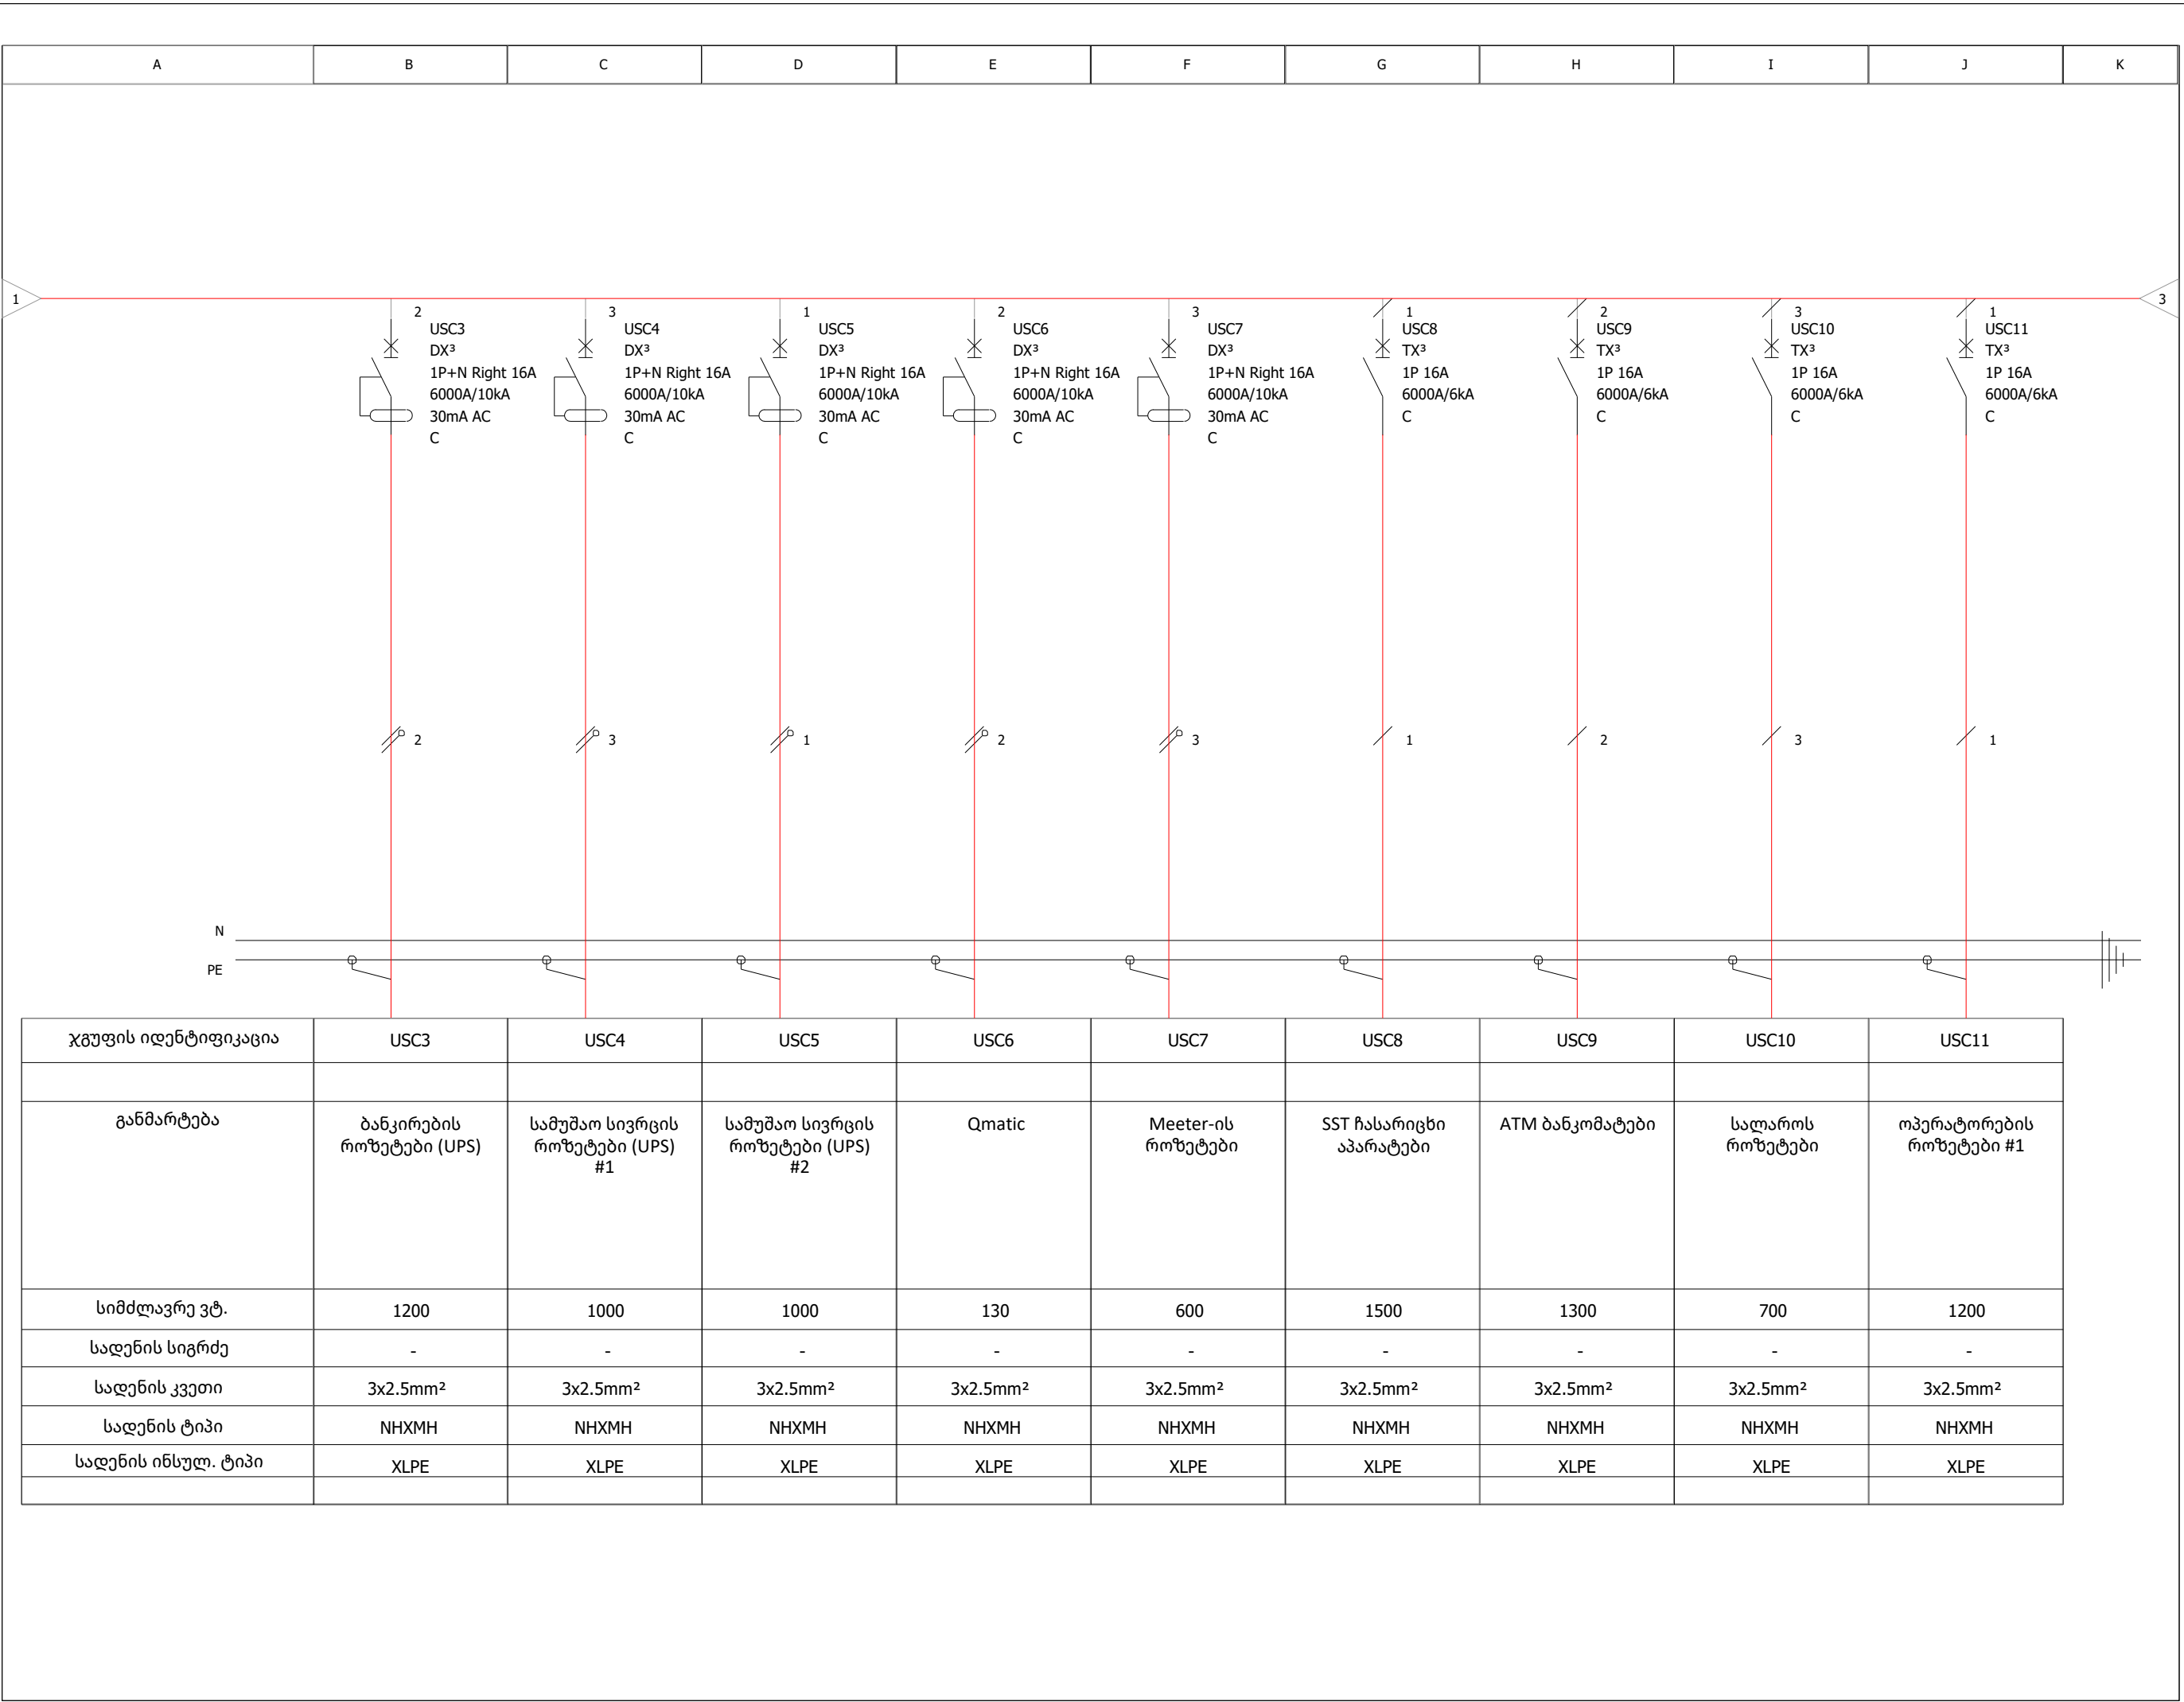 A B C D E F G H I J K
1 3
2 3 1 2 3 1 2 3 1
USC3 USC4 USC5 USC6 USC7 USC8 USC9 USC10 USC11
DX³ DX³ DX³ DX³ DX³ TX³ TX³ TX³ TX³
1P+N Right 16A 1P+N Right 16A 1P+N Right 16A 1P+N Right 16A 1P+N Right 16A 1P 16A 1P 16A 1P 16A 1P 16A
6000A/10kA 6000A/10kA 6000A/10kA 6000A/10kA 6000A/10kA 6000A/6kA 6000A/6kA 6000A/6kA 6000A/6kA
30mA AC 30mA AC 30mA AC 30mA AC 30mA AC C C C C
C C C C C
2 3 1 2 3 1 2 3 1
N
PE
ჯგუფის იდენტიფიკაცია USC3 USC4 USC5 USC6 USC7 USC8 USC9 USC10 USC11
განმარტება ბანკირების სამუშაო სივრცის სამუშაო სივრცის Qmatic Meeter-ის SST ჩასარიცხი ATM ბანკომატები სალაროს ოპერატორების
როზეტები (UPS) როზეტები (UPS) როზეტები (UPS) როზეტები აპარატები როზეტები როზეტები #1
#1 #2
სიმძლავრე ვტ. 1200 1000 1000 130 600 1500 1300 700 1200
სადენის სიგრძე - - - - - - - - -
სადენის კვეთი 3x2.5mm² 3x2.5mm² 3x2.5mm² 3x2.5mm² 3x2.5mm² 3x2.5mm² 3x2.5mm² 3x2.5mm² 3x2.5mm²
სადენის ტიპი NHXMH NHXMH NHXMH NHXMH NHXMH NHXMH NHXMH NHXMH NHXMH
სადენის ინსულ. ტიპი XLPE XLPE XLPE XLPE XLPE XLPE XLPE XLPE XLPE